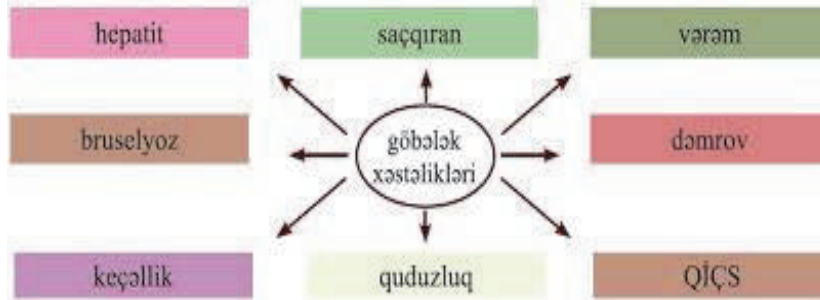 hepatit
saçqıran
vərəm
bruselyoz
göbələk
xəstəlikləri
dəmrov
keçəllik
quduzluq
QİÇS